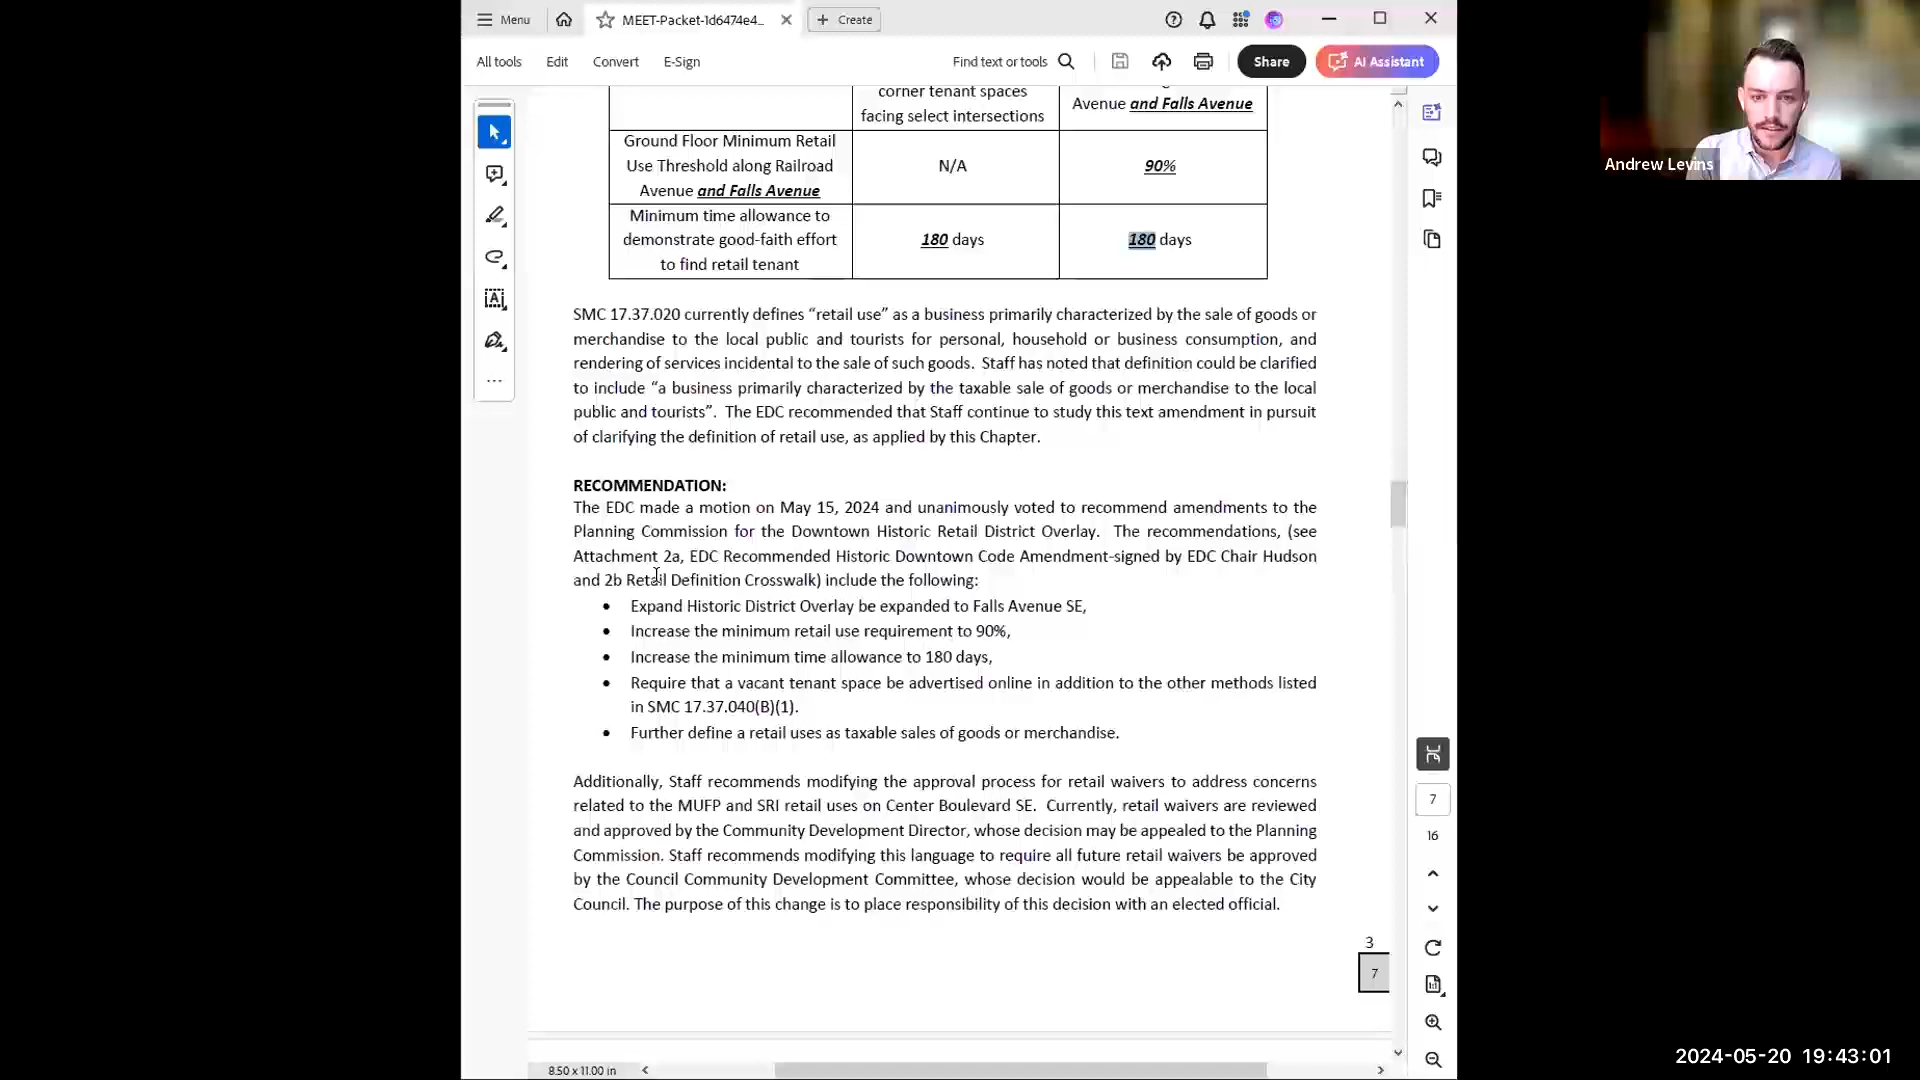 Menu
MEET-Packet-1d6474e4...
Create
All tools
Edit
Convert
E-Sign
Find text or tools
Share
AI Assistant
corner tenant spaces
facing select intersections
Avenue and Falls Avenue
Ground Floor Minimum Retail
Use Threshold along Railroad
Avenue and Falls Avenue
N/A
90%
Minimum time allowance to
demonstrate good-faith effort
to find retail tenant
180 days
180 days
SMC 17.37.020 currently defines “retail use” as a business primarily characterized by the sale of goods or
merchandise to the local public and tourists for personal, household or business consumption, and
rendering of services incidental to the sale of such goods. Staff has noted that definition could be clarified
to include “a business primarily characterized by the taxable sale of goods or merchandise to the local
public and tourists”. The EDC recommended that Staff continue to study this text amendment in pursuit
of clarifying the definition of retail use, as applied by this Chapter.
RECOMMENDATION:
The EDC made a motion on May 15, 2024 and unanimously voted to recommend amendments to the
Planning Commission for the Downtown Historic Retail District Overlay. The recommendations, (see
Attachment 2a, EDC Recommended Historic Downtown Code Amendment-signed by EDC Chair Hudson
and 2b Retail Definition Crosswalk) include the following:
• Expand Historic District Overlay be expanded to Falls Avenue SE,
• Increase the minimum retail use requirement to 90%,
• Increase the minimum time allowance to 180 days,
• Require that a vacant tenant space be advertised online in addition to the other methods listed
in SMC 17.37.040(B)(1).
• Further define a retail uses as taxable sales of goods or merchandise.
Additionally, Staff recommends modifying the approval process for retail waivers to address concerns
related to the MUFP and SRI retail uses on Center Boulevard SE. Currently, retail waivers are reviewed
and approved by the Community Development Director, whose decision may be appealed to the Planning
Commission. Staff recommends modifying this language to require all future retail waivers be approved
by the Council Community Development Committee, whose decision would be appealable to the City
Council. The purpose of this change is to place responsibility of this decision with an elected official.
3
7
8.50 x 11.00 in
7
16
Andrew Levins
2024-05-20 19:43:01